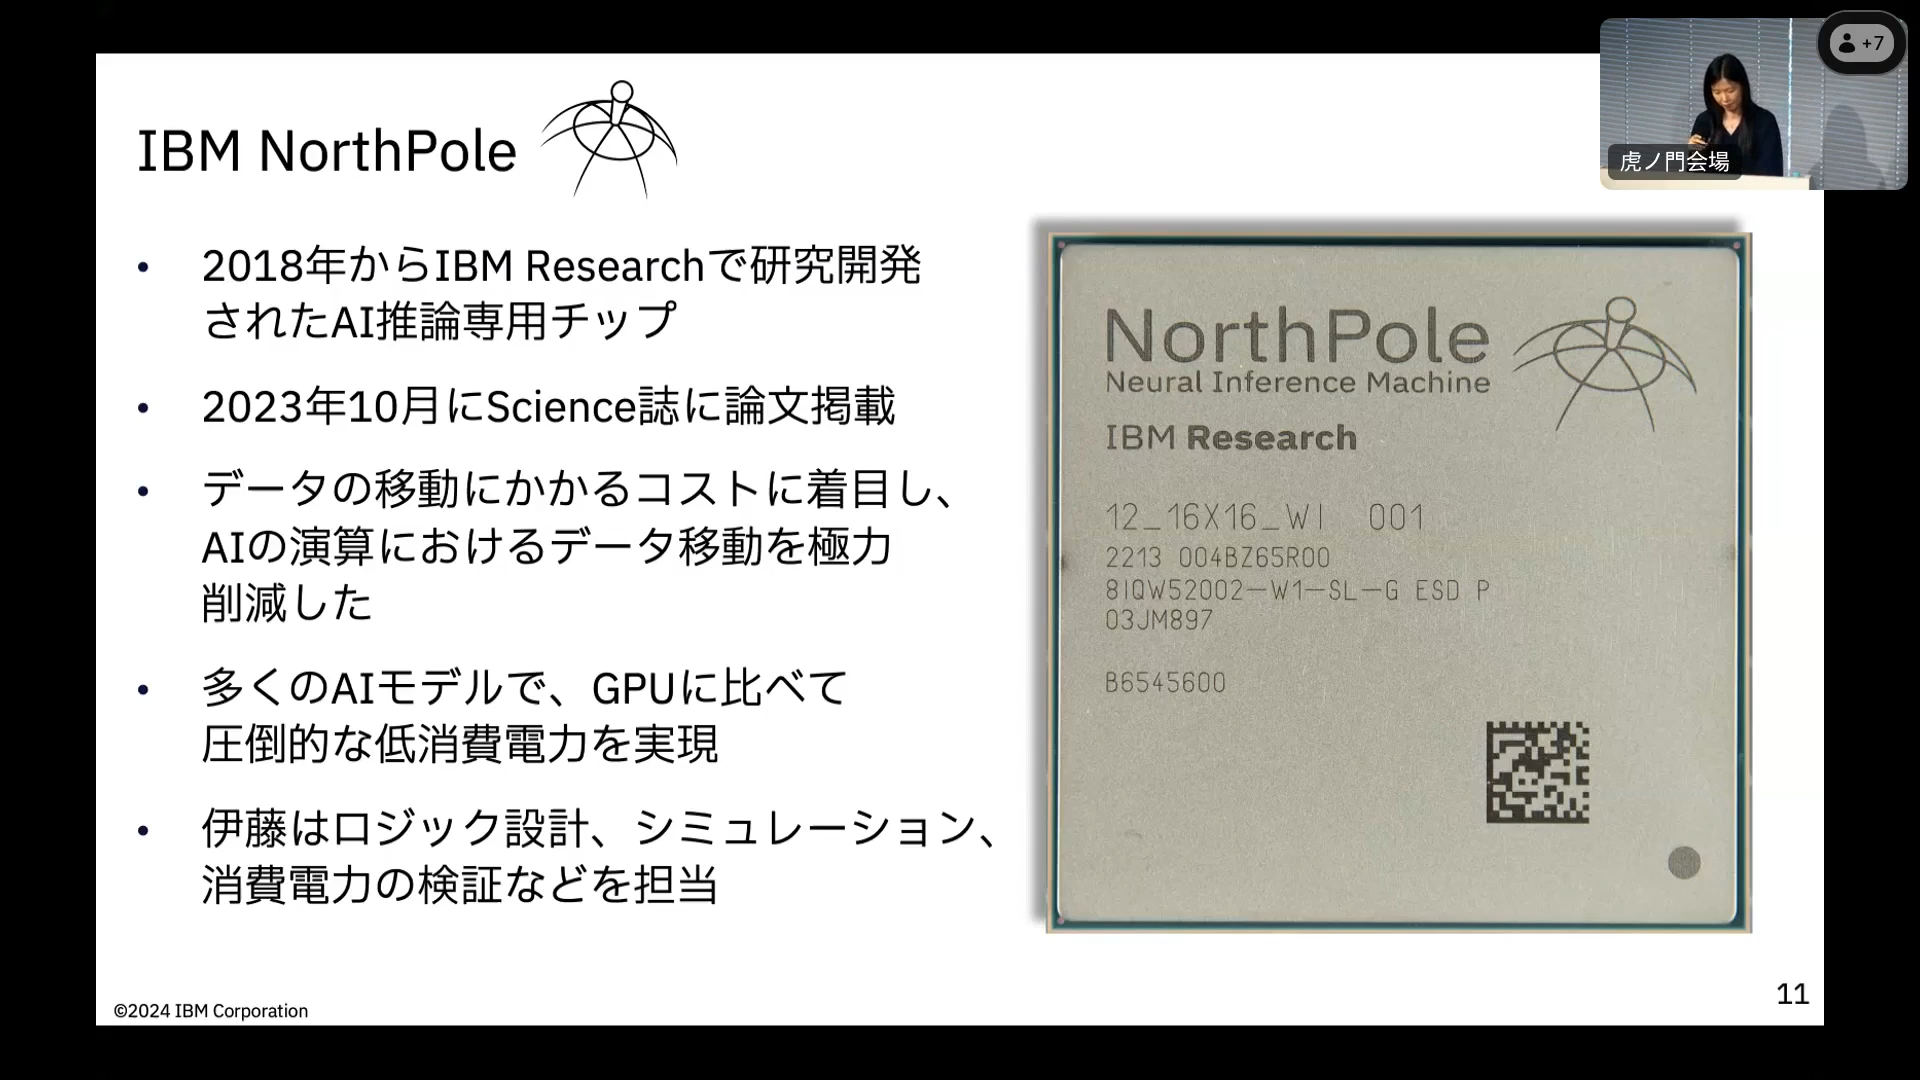 +7
虎ノ門会場
IBM NorthPole
• 2018年からIBM Researchで研究開発
されたAI推論専用チップ
• 2023年10月にScience誌に論文掲載
• データの移動にかかるコストに着目し、
AIの演算におけるデータ移動を極力
削減した
• 多くのAIモデルで、GPUに比べて
圧倒的な低消費電力を実現
• 伊藤はロジック設計、シミュレーション、
消費電力の検証などを担当
NorthPole
Neural Inference Machine
IBM Research
12_16X16_WI 001
2213 004BZ65R00
8IQW52002-W1-SL-G ESD P
03JM897
B6545600
©2024 IBM Corporation
11